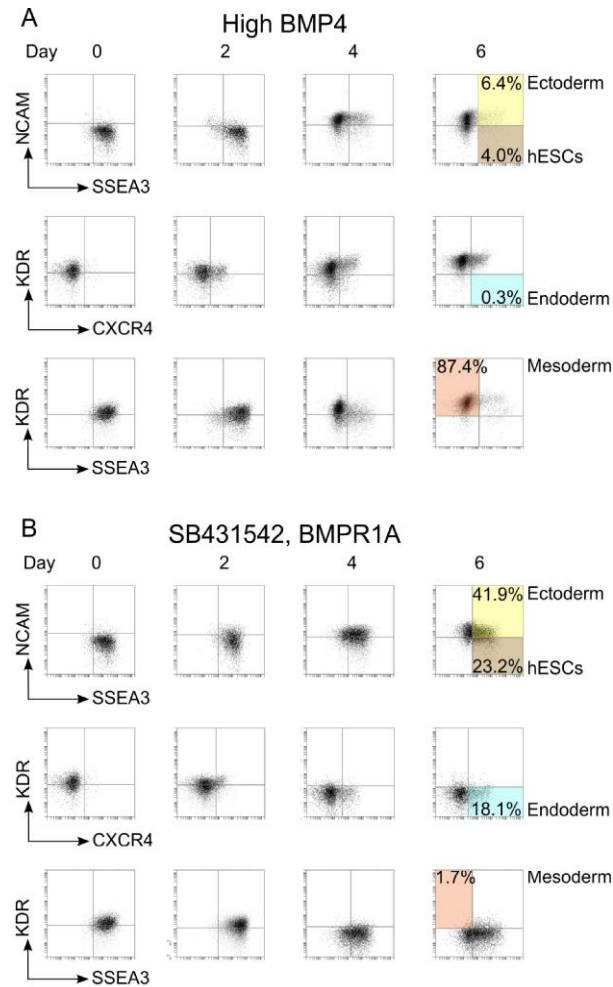 A
High BMP4
Day 0 2 4 6
NCAM
6.4% Ectoderm
4.0% hESCs
SSEA3
KDR
0.3% Endoderm
CXCR4
87.4% Mesoderm
KDR
SSEA3
B
SB431542, BMPR1A
Day 0 2 4 6
NCAM
41.9% Ectoderm
23.2% hESCs
SSEA3
KDR
18.1% Endoderm
CXCR4
1.7% Mesoderm
KDR
SSEA3